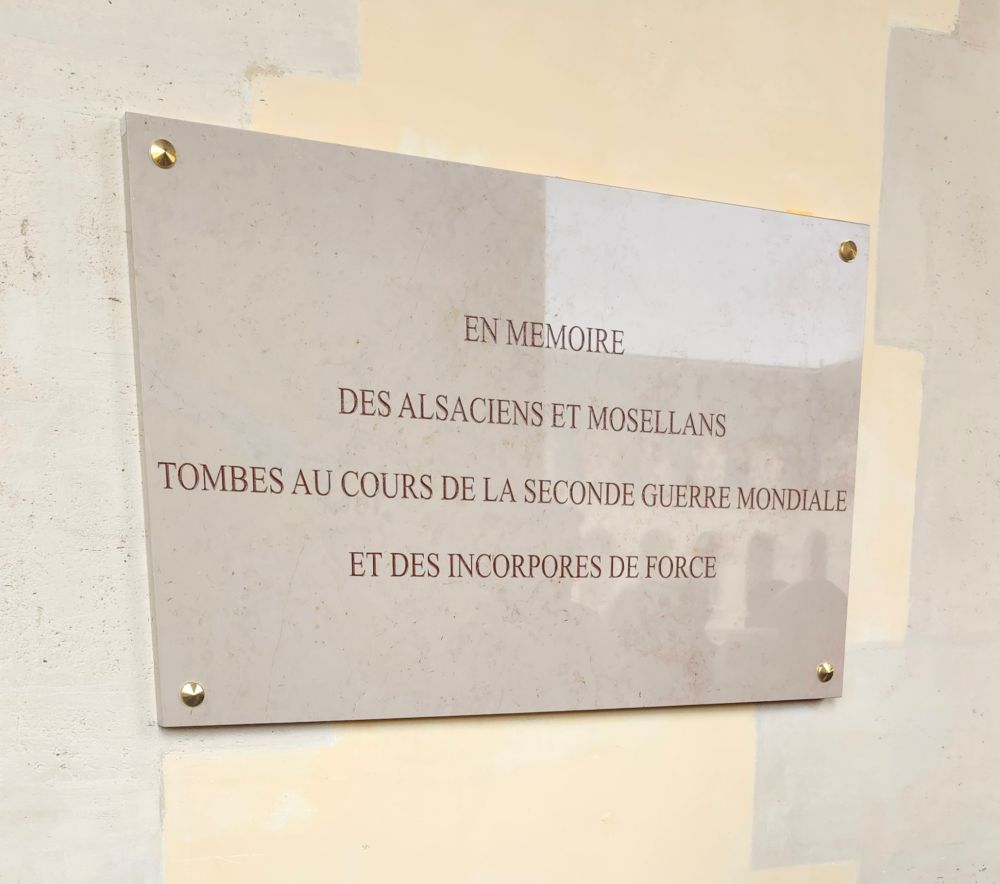 EN MEMOIRE
DES ALSACIENS ET MOSELLANS
TOMBES AU COURS DE LA SECONDE GUERRE MONDIALE
ET DES INCORPORES DE FORCE